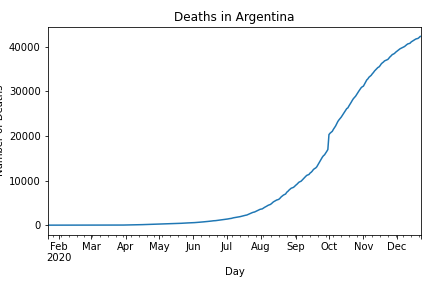 Deaths in Argentina
Number of Deaths
40000
30000
20000
10000
0
Feb Mar Apr May Jun Jul Aug Sep Oct Nov Dec
2020
Day